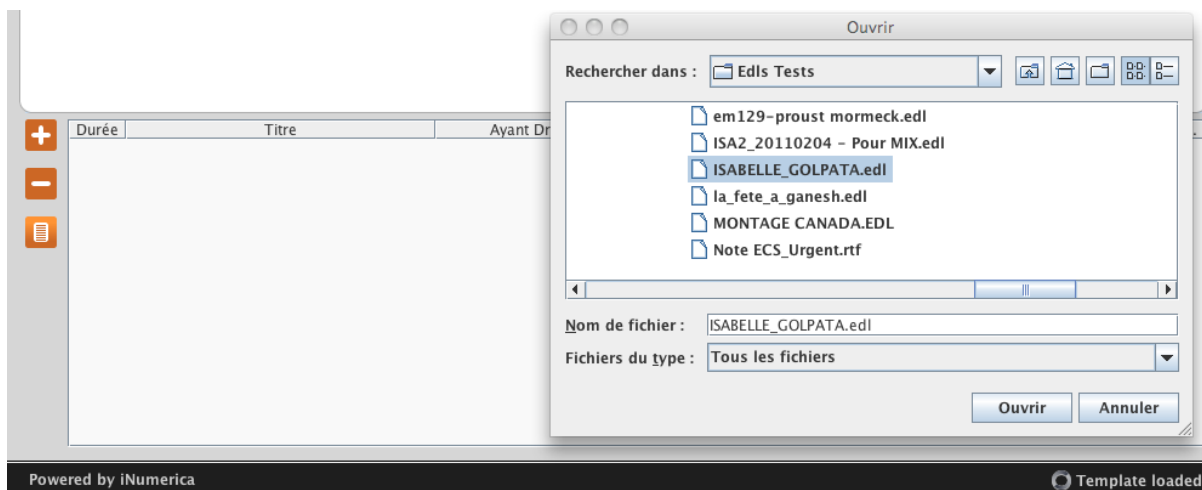 Ouvrir
Rechercher dans : Edls Tests
em129-proust mormeck.edl
ISA2_20110204 - Pour MIX.edl
ISABELLE_GOLPATA.edl
la_fete_a_ganesh.edl
MONTAGE CANADA.EDL
Note ECS_Urgent.rtf
Nom de fichier : ISABELLE_GOLPATA.edl
Fichiers du type : Tous les fichiers
Ouvrir Annuler
Durée Titre Ayant Dr
Powered by iNumerica Template loaded